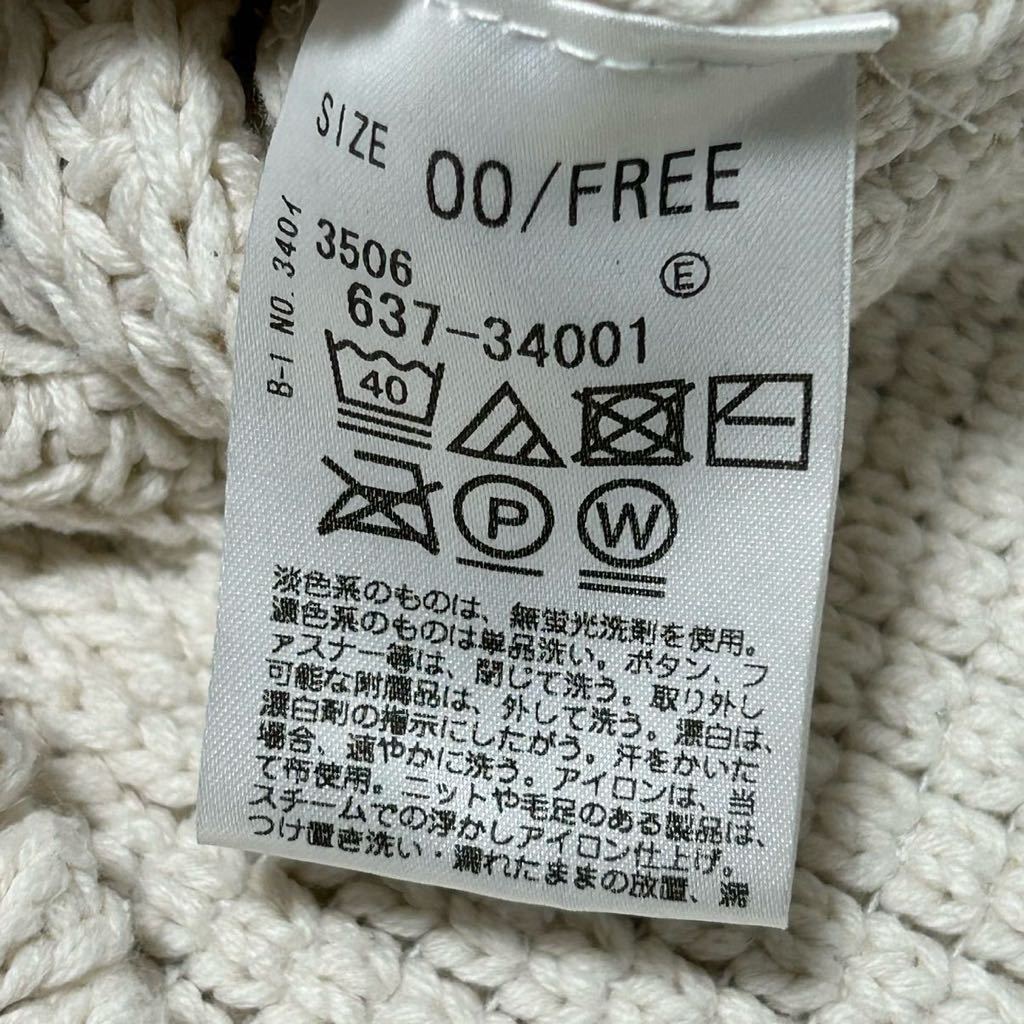 SIZE 00/FREE
B-1 NO.3401
3506
Ⓔ
637-34001
40
P W
淡色系のものは、無蛍光洗剤を使用。
濃色系のものは単品洗い。ボタン、フ
ァスナー等は、閉じて洗う。取り外し
可能な附属品は、外して洗う。漂白は、
漂白剤の指示にしたがう。汗をかいた
場合、速やかに洗う。アイロンは、当
て布使用。ニットや毛足のある製品は、
スチームでの浮かしアイロン仕上げ。
つけ置き洗い・濡れたままの放置、濡